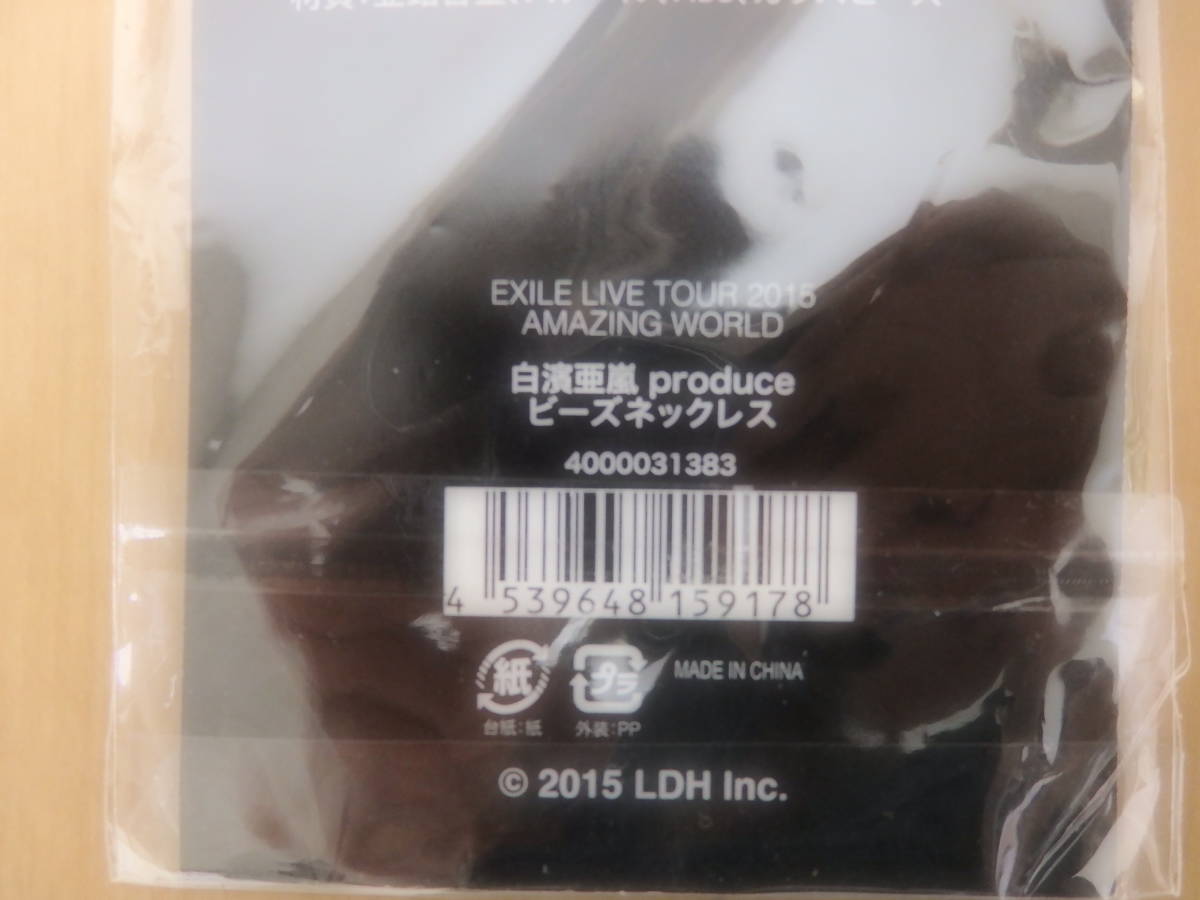 EXILE LIVE TOUR 2015
AMAZING WORLD
白濱亜嵐 produce
ビーズネックレス
4000031383
4 539648 159178
紙 プラ MADE IN CHINA
台紙:紙 外装:PP
© 2015 LDH Inc.